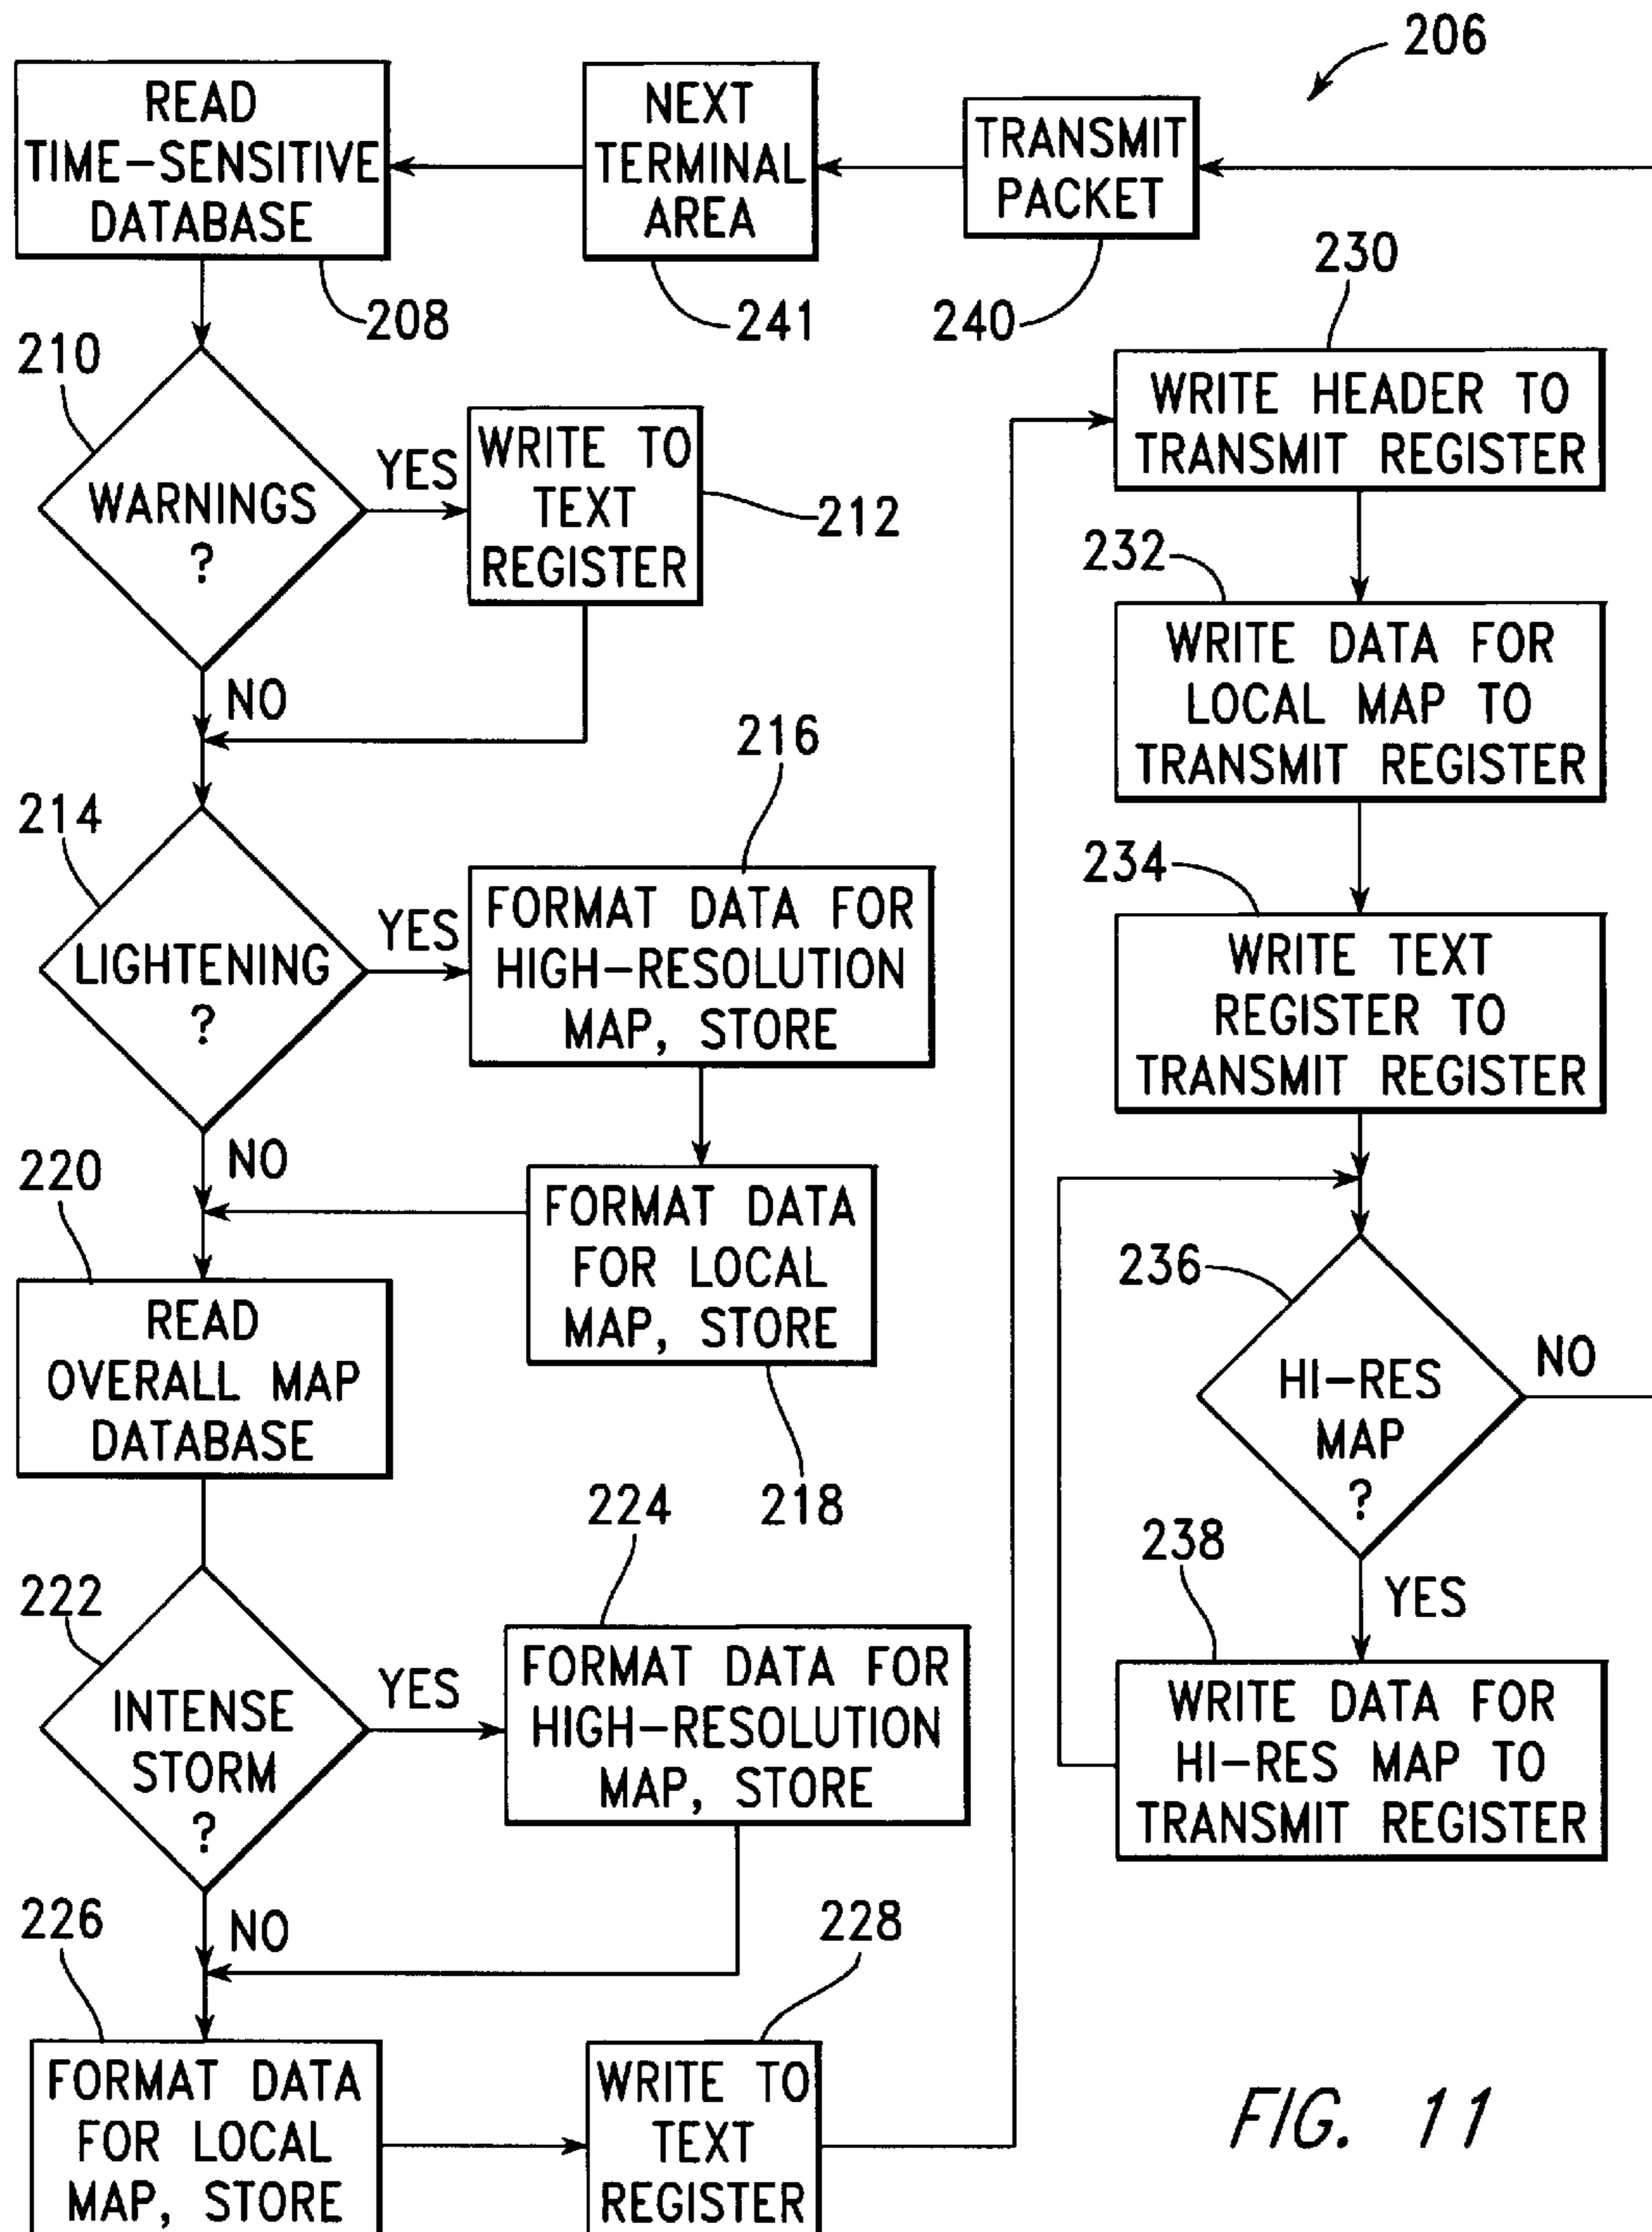 206
READ
TIME-SENSITIVE
DATABASE
208
NEXT
TERMINAL
AREA
241
TRANSMIT
PACKET
240
210
WARNINGS
?
YES
NO
WRITE TO
TEXT
REGISTER
212
214
LIGHTENING
?
YES
NO
216
FORMAT DATA FOR
HIGH-RESOLUTION
MAP, STORE
FORMAT DATA
FOR LOCAL
MAP, STORE
218
220
READ
OVERALL MAP
DATABASE
222
INTENSE
STORM
?
YES
NO
224
FORMAT DATA FOR
HIGH-RESOLUTION
MAP, STORE
226
FORMAT DATA
FOR LOCAL
MAP, STORE
228
WRITE TO
TEXT
REGISTER
230
WRITE HEADER TO
TRANSMIT REGISTER
232
WRITE DATA FOR
LOCAL MAP TO
TRANSMIT REGISTER
234
WRITE TEXT
REGISTER TO
TRANSMIT REGISTER
236
HI-RES
MAP
?
NO
YES
238
WRITE DATA FOR
HI-RES MAP TO
TRANSMIT REGISTER
FIG. 11